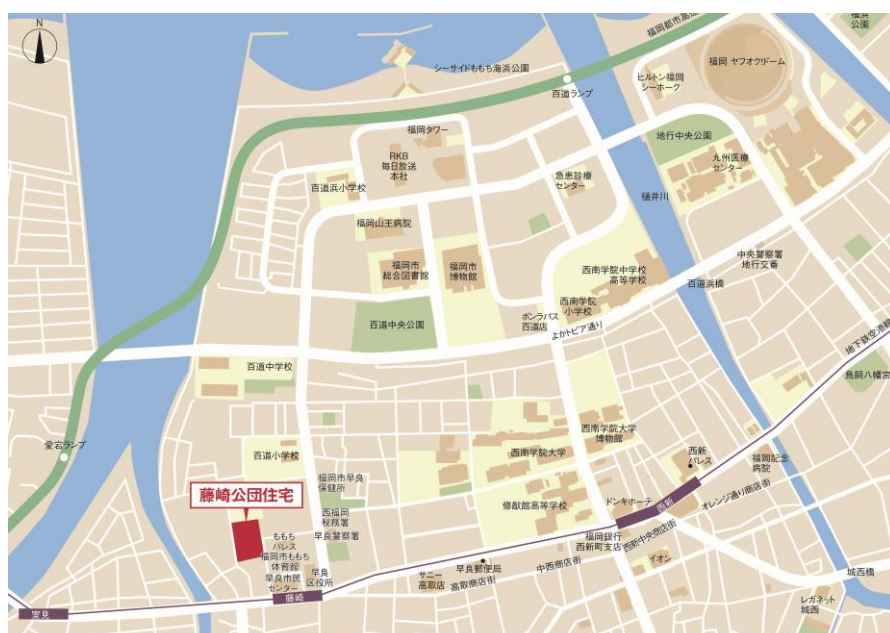 N
福岡都市高速
福浜
公園
シーサイドももち海浜公園
百道ランプ
ヒルトン福岡
シーホーク
福岡 ヤフオク!ドーム
福岡タワー
RKB
毎日放送
本社
地行中央公園
九州医療
センター
百道浜小学校
急患診療
センター
樋井川
福岡山王病院
福岡市
総合図書館
福岡市
博物館
西南学院中学校
高等学校
中央警察署
地行交番
西南学院
小学校
百道浜橋
百道中央公園
ボンラパス
百道店
よかトピア通り
地下鉄空港線
百道中学校
鳥飼八幡宮
愛宕ランプ
百道小学校
西南学院大学
博物館
西南学院大学
西新
パレス
福岡記念
病院
福岡市早良
保健所
藤崎公団住宅
修猷館高等学校
ドンキホーテ
西新
オレンジ通り商店街
西福岡
税務署
早良警察署
ももち
パレス
福岡市ももち
体育館
早良市民
センター
早良
区役所
福岡銀行
西新町支店
西新中央商店街
イオン
サニー
高取店
早良郵便局
高取商店街
中西商店街
城西橋
藤崎
レガネット
城西
室見